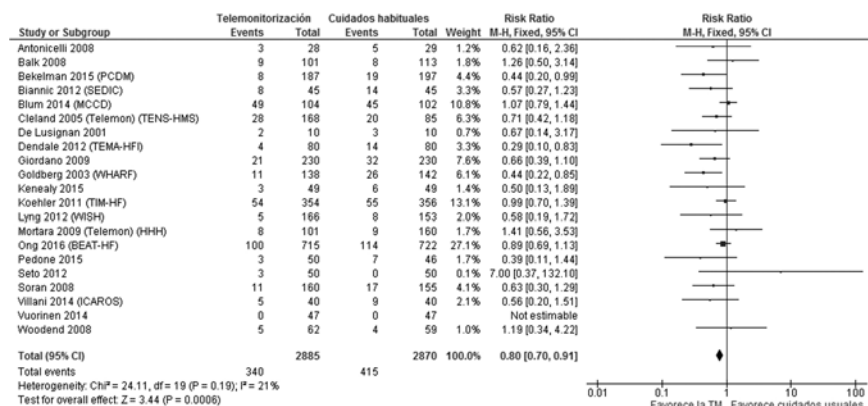 Telemonitorización Cuidados habituales Risk Ratio Risk Ratio
Study or Subgroup Events Total Events Total Weight M-H, Fixed, 95% CI M-H, Fixed, 95% CI
Antonicelli 2008 3 28 5 29 1.2% 0.62 [0.16, 2.36]
Balk 2008 9 101 8 113 1.8% 1.26 [0.50, 3.14]
Bekelman 2015 (PCDM) 8 187 19 197 4.4% 0.44 [0.20, 0.99]
Biannic 2012 (SEDIC) 8 45 14 45 3.3% 0.57 [0.27, 1.23]
Blum 2014 (MCCD) 49 104 45 102 10.8% 1.07 [0.79, 1.44]
Cleland 2005 (Telemon) (TENS-HMS) 28 168 20 85 6.3% 0.71 [0.42, 1.18]
De Lusignan 2001 2 10 3 10 0.7% 0.67 [0.14, 3.17]
Dendale 2012 (TEMA-HFI) 4 80 14 80 3.3% 0.29 [0.10, 0.83]
Giordano 2009 21 230 32 230 7.6% 0.66 [0.39, 1.10]
Goldberg 2003 (WHARF) 11 138 26 142 6.1% 0.44 [0.22, 0.85]
Kenealy 2015 3 49 6 49 1.4% 0.50 [0.13, 1.89]
Koehler 2011 (TIM-HF) 54 354 55 356 13.1% 0.99 [0.70, 1.39]
Lyng 2012 (WISH) 5 166 8 153 2.0% 0.58 [0.19, 1.72]
Mortara 2009 (Telemon) (HHH) 8 101 9 160 1.7% 1.41 [0.56, 3.53]
Ong 2016 (BEAT-HF) 100 715 114 722 27.1% 0.89 [0.69, 1.13]
Pedone 2015 3 50 7 46 1.7% 0.39 [0.11, 1.44]
Seto 2012 3 50 0 50 0.1% 7.00 [0.37, 132.10]
Soran 2008 11 160 17 155 4.1% 0.63 [0.30, 1.29]
Villani 2014 (ICAROS) 5 40 9 40 2.1% 0.56 [0.20, 1.51]
Vuorinen 2014 0 47 0 47 Not estimable
Woodend 2008 5 62 4 59 1.0% 1.19 [0.34, 4.22]
Total (95% CI) 2885 2870 100.0% 0.80 [0.70, 0.91]
Total events 340 415
Heterogeneity: Chi² = 24.11, df = 19 (P = 0.19); I² = 21%
Test for overall effect: Z = 3.44 (P = 0.0006)
0.01 0.1 1 10 100
Favorece la TM Favorece cuidados usuales